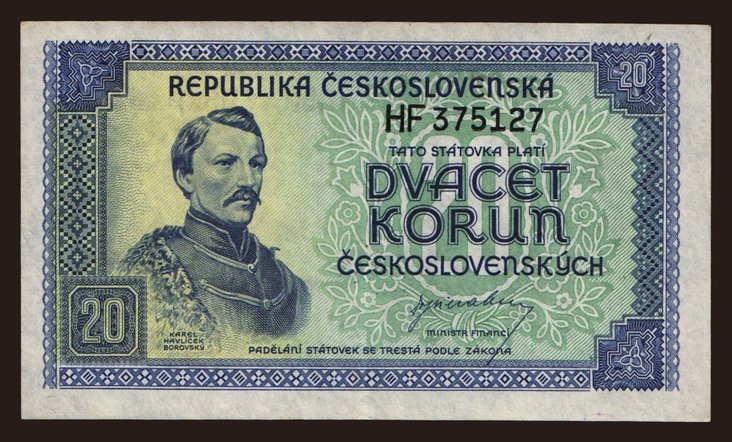 20
REPUBLIKA ČESKOSLOVENSKÁ
HF 375127
TATO STÁTOVKA PLATÍ
DVACET
KORUN
ČESKOSLOVENSKÝCH
MINISTR FINANCÍ
20
KAREL
HAVLÍČEK
BOROVSKÝ
PADĚLÁNÍ STÁTOVEK SE TRESTÁ PODLE ZÁKONA